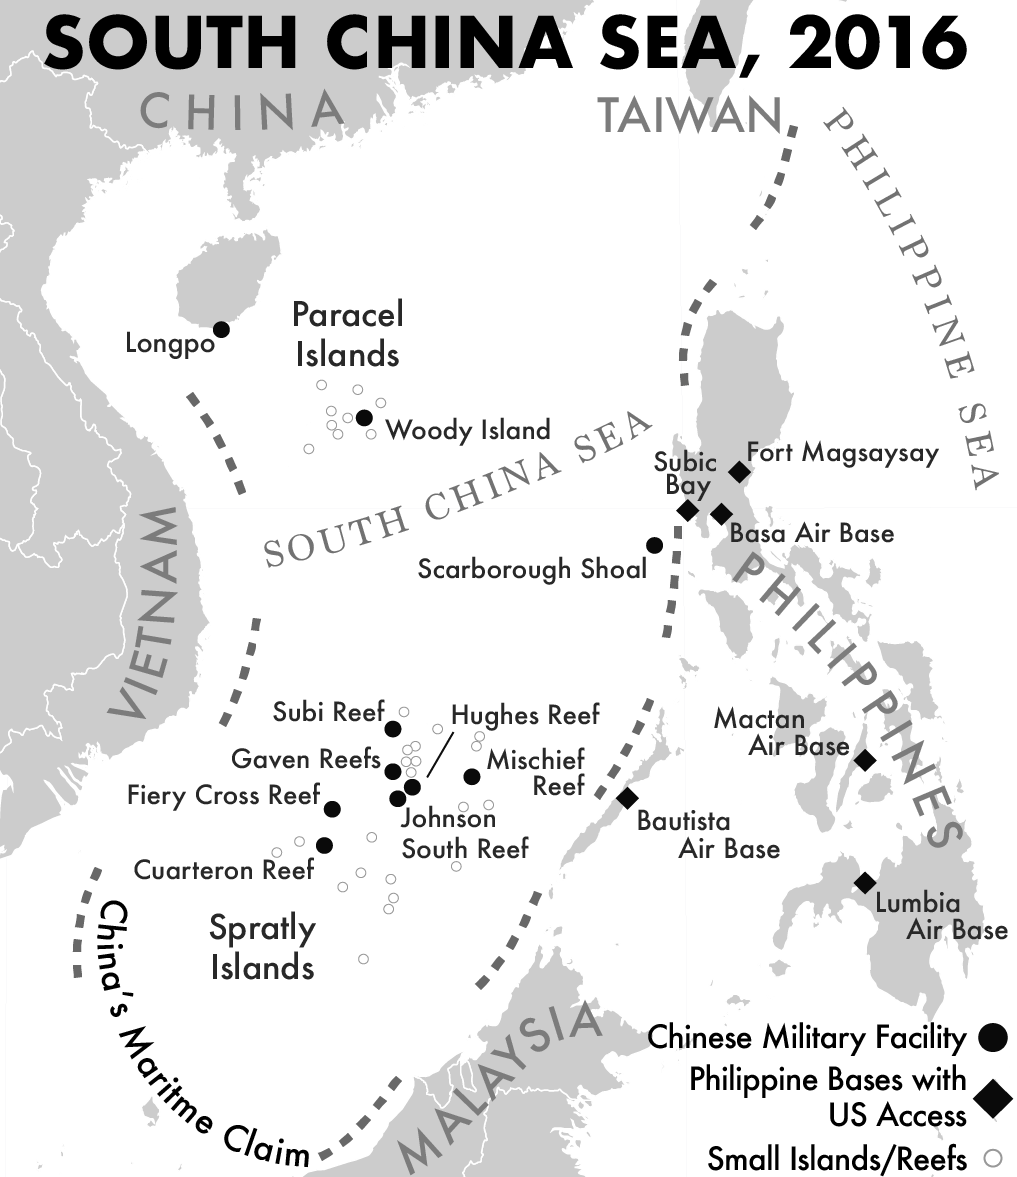 SOUTH CHINA SEA, 2016
CHINA
TAIWAN
PHILIPPINE SEA
Longpo
Paracel
Islands
Woody Island
SOUTH CHINA SEA
Subic
Bay
Fort Magsaysay
Basa Air Base
Scarborough Shoal
VIETNAM
PHILIPPINES
Subi Reef
Hughes Reef
Gaven Reefs
Mischief
Reef
Fiery Cross Reef
Johnson
South Reef
Cuarteron Reef
Mactan
Air Base
Bautista
Air Base
Lumbia
Air Base
Spratly
Islands
China's Maritme Claim
MALAYSIA
Chinese Military Facility
Philippine Bases with
US Access
Small Islands/Reefs